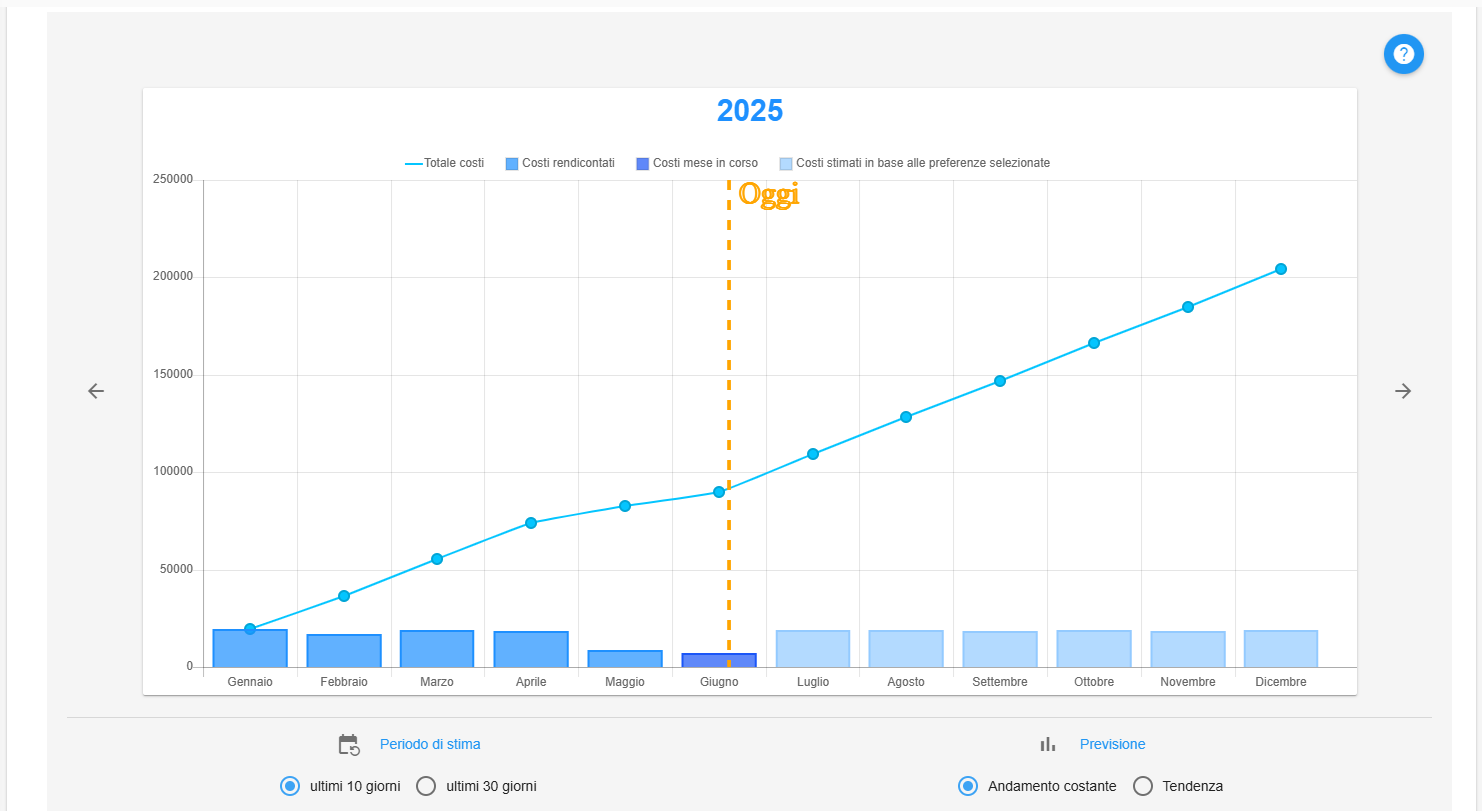 ?
2025
Totale costi Costi rendicontati Costi mese in corso Costi stimati in base alle preferenze selezionate
Oggi
250000
200000
150000
100000
50000
0
Gennaio Febbraio Marzo Aprile Maggio Giugno Luglio Agosto Settembre Ottobre Novembre Dicembre
Periodo di stima Previsione
ultimi 10 giorni ultimi 30 giorni Andamento costante Tendenza